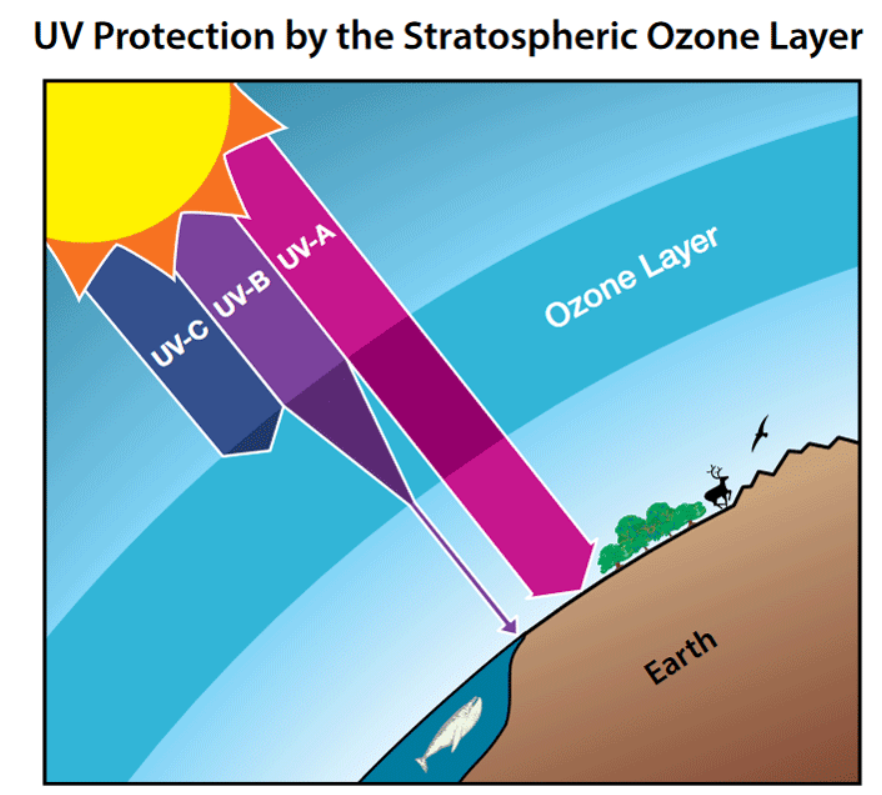 UV Protection by the Stratospheric Ozone Layer
UV-A
UV-B
UV-C
Ozone Layer
Earth